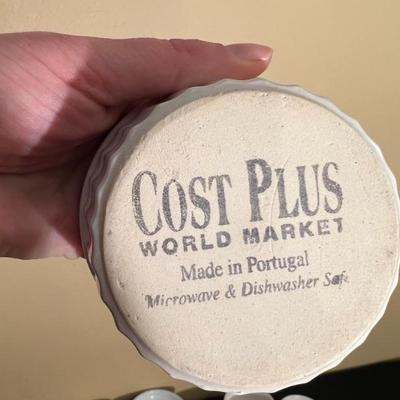 COST PLUS
WORLD MARKET
Made in Portugal
Microwave & Dishwasher Safe